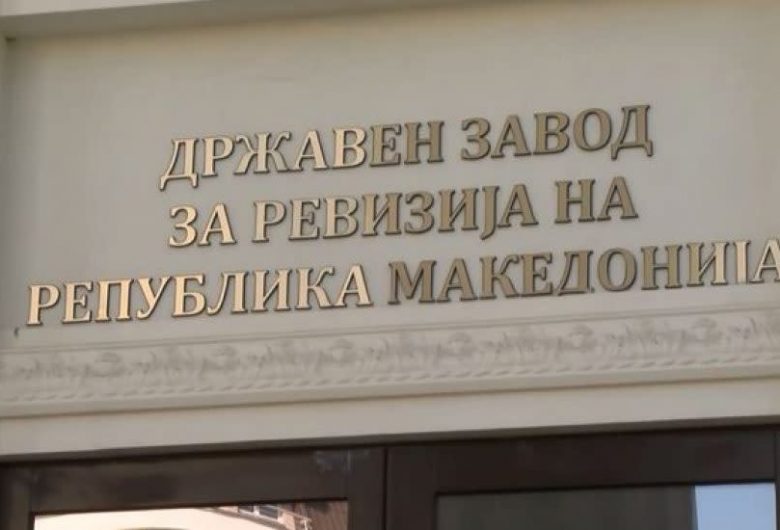 ДРЖАВЕН ЗАВОД
ЗА РЕВИЗИЈА НА
РЕПУБЛИКА МАКЕДОНИЈА